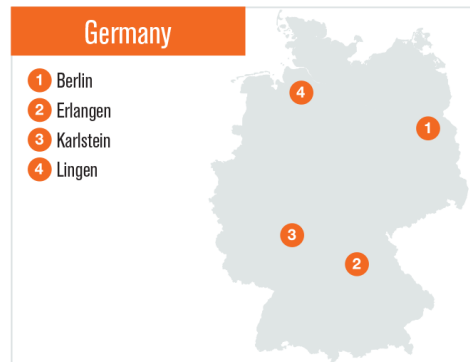 Germany
1 Berlin
2 Erlangen
3 Karlstein
4 Lingen
4
1
3
2